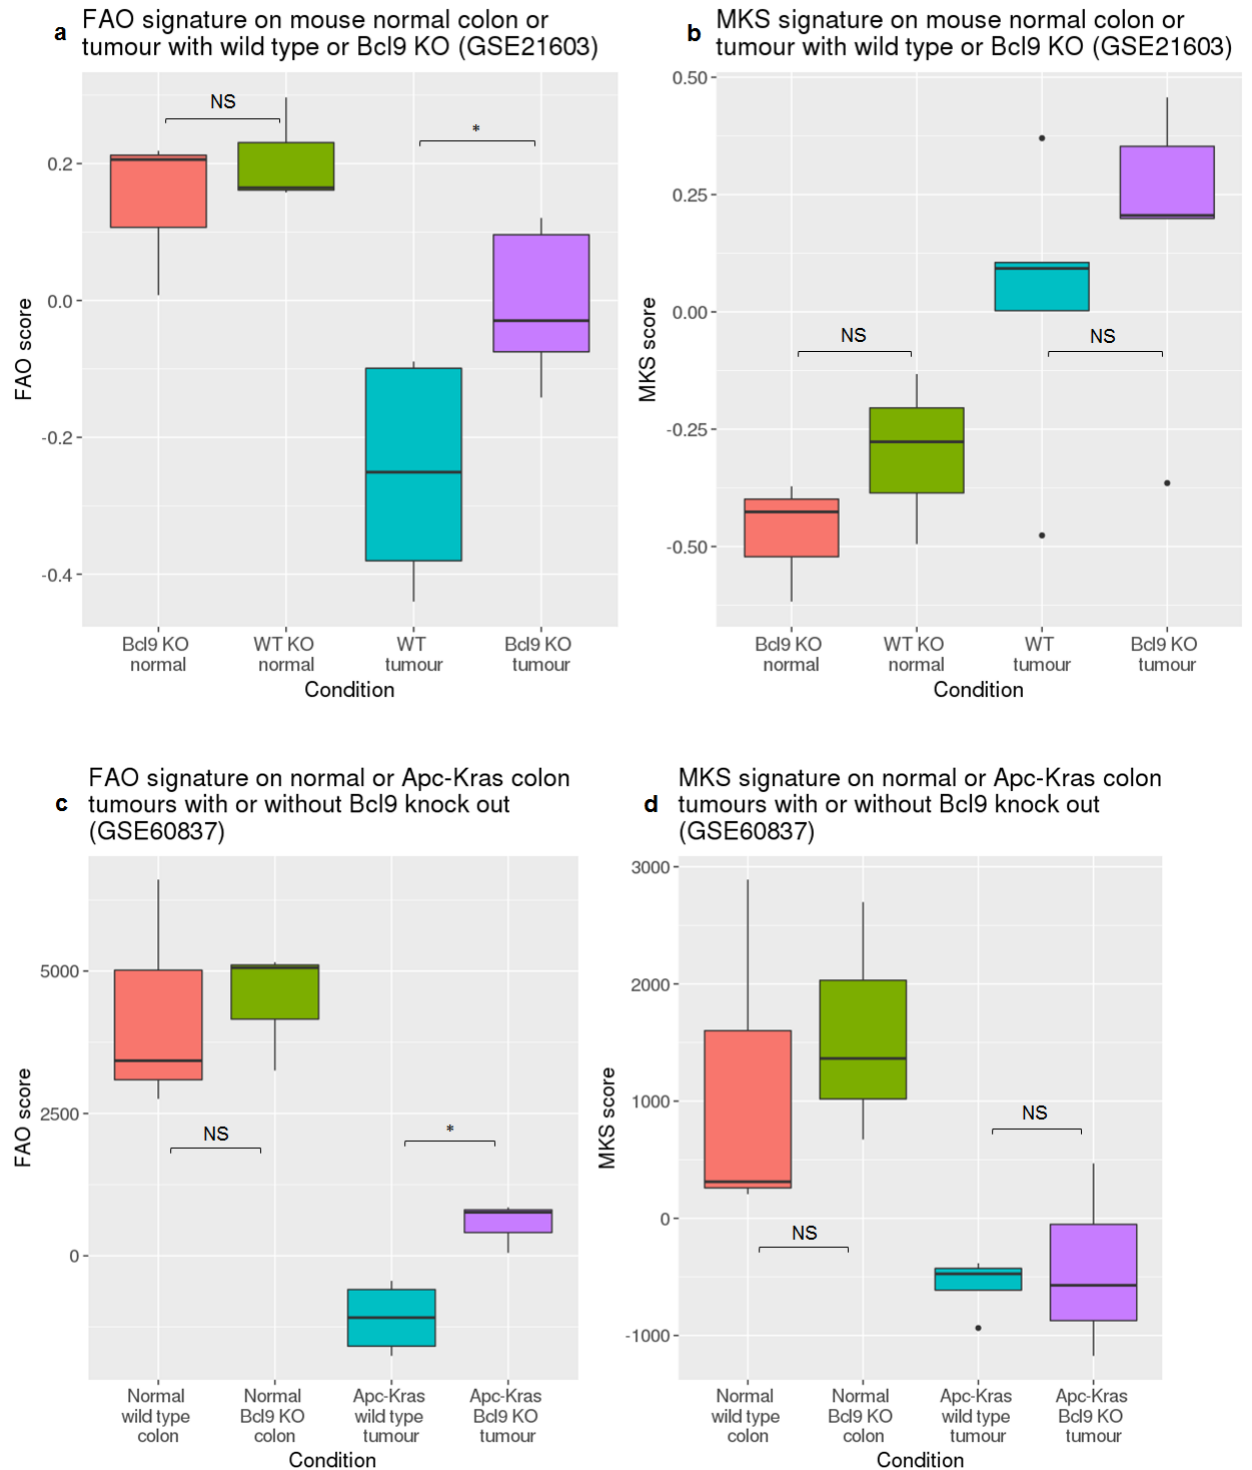 a
FAO signature on mouse normal colon or
tumour with wild type or Bcl9 KO (GSE21603)
FAO score
0.2
0.0
-0.2
-0.4
NS
*
Bcl9 KO
normal
WT KO
normal
WT
tumour
Bcl9 KO
tumour
Condition
b
MKS signature on mouse normal colon or
tumour with wild type or Bcl9 KO (GSE21603)
MKS score
0.50
0.25
0.00
-0.25
-0.50
NS
NS
Bcl9 KO
normal
WT KO
normal
WT
tumour
Bcl9 KO
tumour
Condition
c
FAO signature on normal or Apc-Kras colon
tumours with or without Bcl9 knock out
(GSE60837)
FAO score
5000
2500
0
NS
*
Normal
wild type
colon
Normal
Bcl9 KO
colon
Apc-Kras
wild type
tumour
Apc-Kras
Bcl9 KO
tumour
Condition
d
MKS signature on normal or Apc-Kras colon
tumours with or without Bcl9 knock out
(GSE60837)
MKS score
3000
2000
1000
0
-1000
NS
NS
Normal
wild type
colon
Normal
Bcl9 KO
colon
Apc-Kras
wild type
tumour
Apc-Kras
Bcl9 KO
tumour
Condition